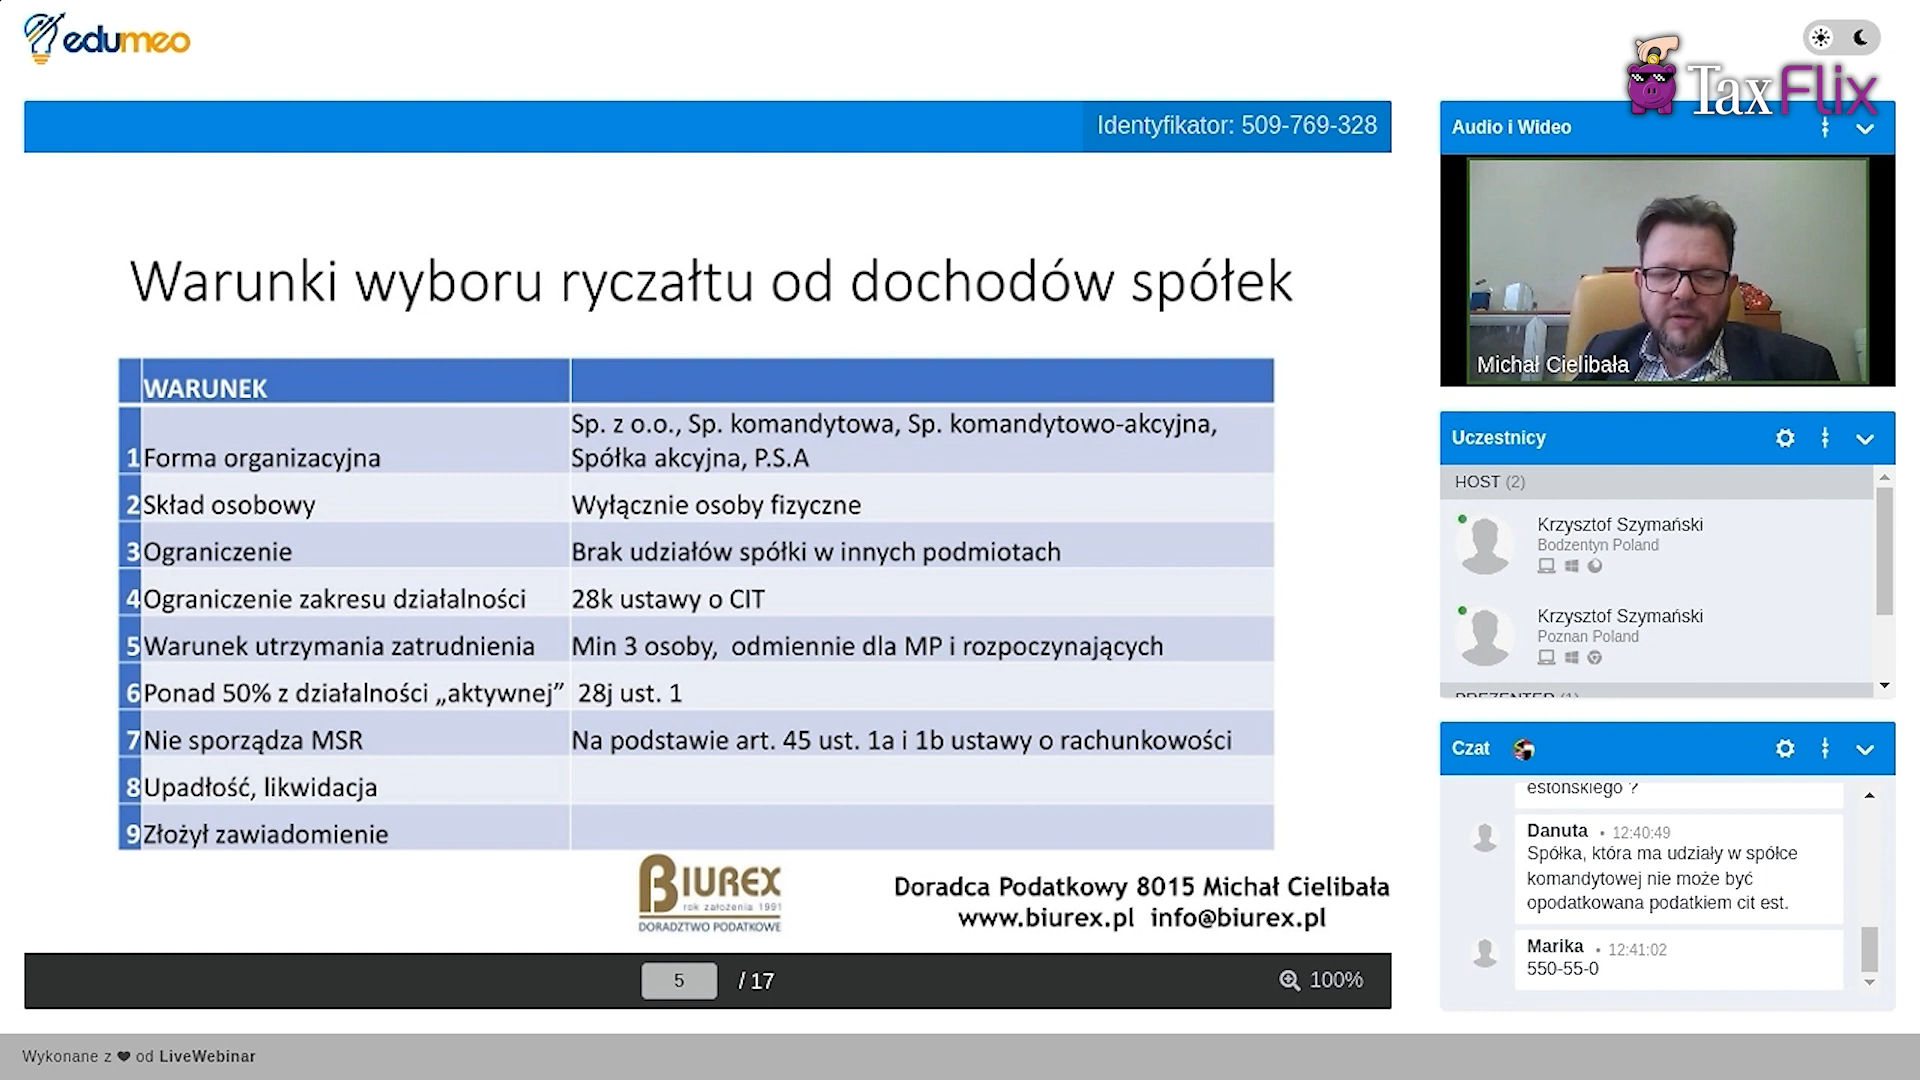 edumeo
TaxFlix
Identyfikator: 509-769-328
Warunki wyboru ryczałtu od dochodów spółek
WARUNEK
1 Forma organizacyjna Sp. z o.o., Sp. komandytowa, Sp. komandytowo-akcyjna,
Spółka akcyjna, P.S.A
2 Skład osobowy Wyłącznie osoby fizyczne
3 Ograniczenie Brak udziałów spółki w innych podmiotach
4 Ograniczenie zakresu działalności 28k ustawy o CIT
5 Warunek utrzymania zatrudnienia Min 3 osoby, odmiennie dla MP i rozpoczynających
6 Ponad 50% z działalności „aktywnej” 28j ust. 1
7 Nie sporządza MSR Na podstawie art. 45 ust. 1a i 1b ustawy o rachunkowości
8 Upadłość, likwidacja
9 Złożył zawiadomienie
BIUREX
rok założenia 1991
DORADZTWO PODATKOWE
Doradca Podatkowy 8015 Michał Cielibała
www.biurex.pl info@biurex.pl
5 / 17
100%
Audio i Wideo
Michał Cielibała
Uczestnicy
HOST (2)
Krzysztof Szymański
Bodzentyn Poland
Krzysztof Szymański
Poznan Poland
PREZENTER (1)
Czat
estońskiego ?
Danuta • 12:40:49
Spółka, która ma udziały w spółce
komandytowej nie może być
opodatkowana podatkiem cit est.
Marika • 12:41:02
550-55-0
Wykonane z ❤ od LiveWebinar